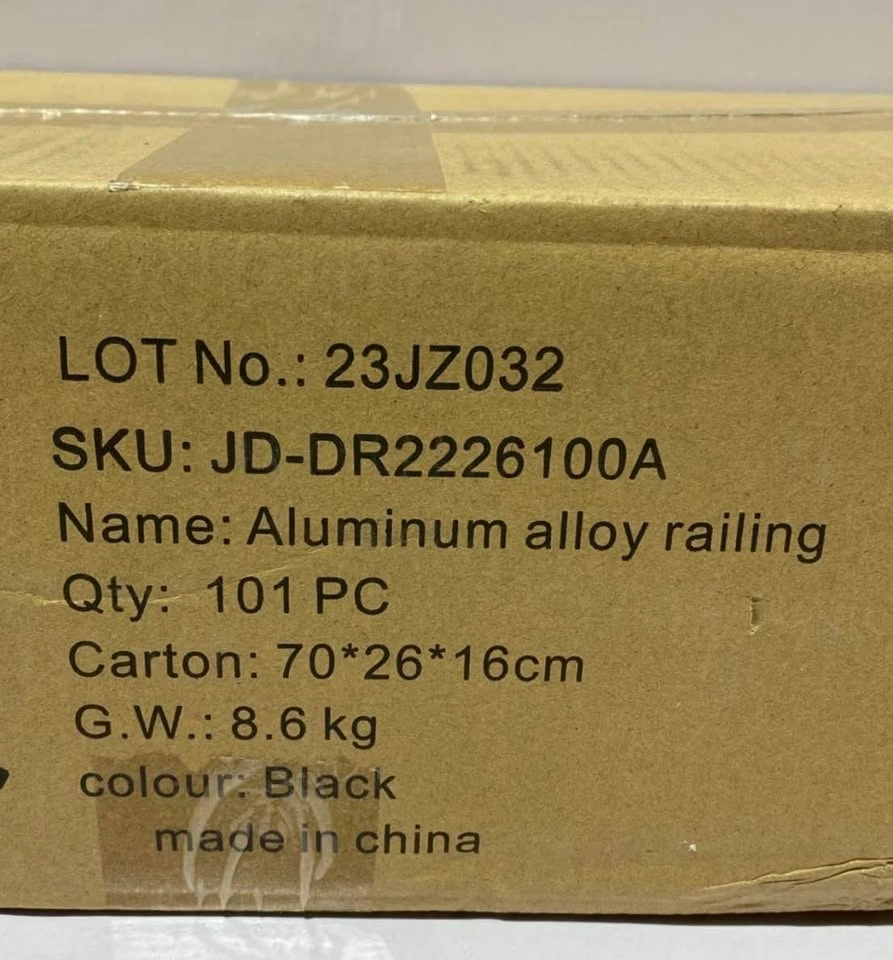 LOT No.: 23JZ032
SKU: JD-DR2226100A
Name: Aluminum alloy railing
Qty: 101 PC
Carton: 70*26*16cm
G.W.: 8.6 kg
colour: Black
made in china